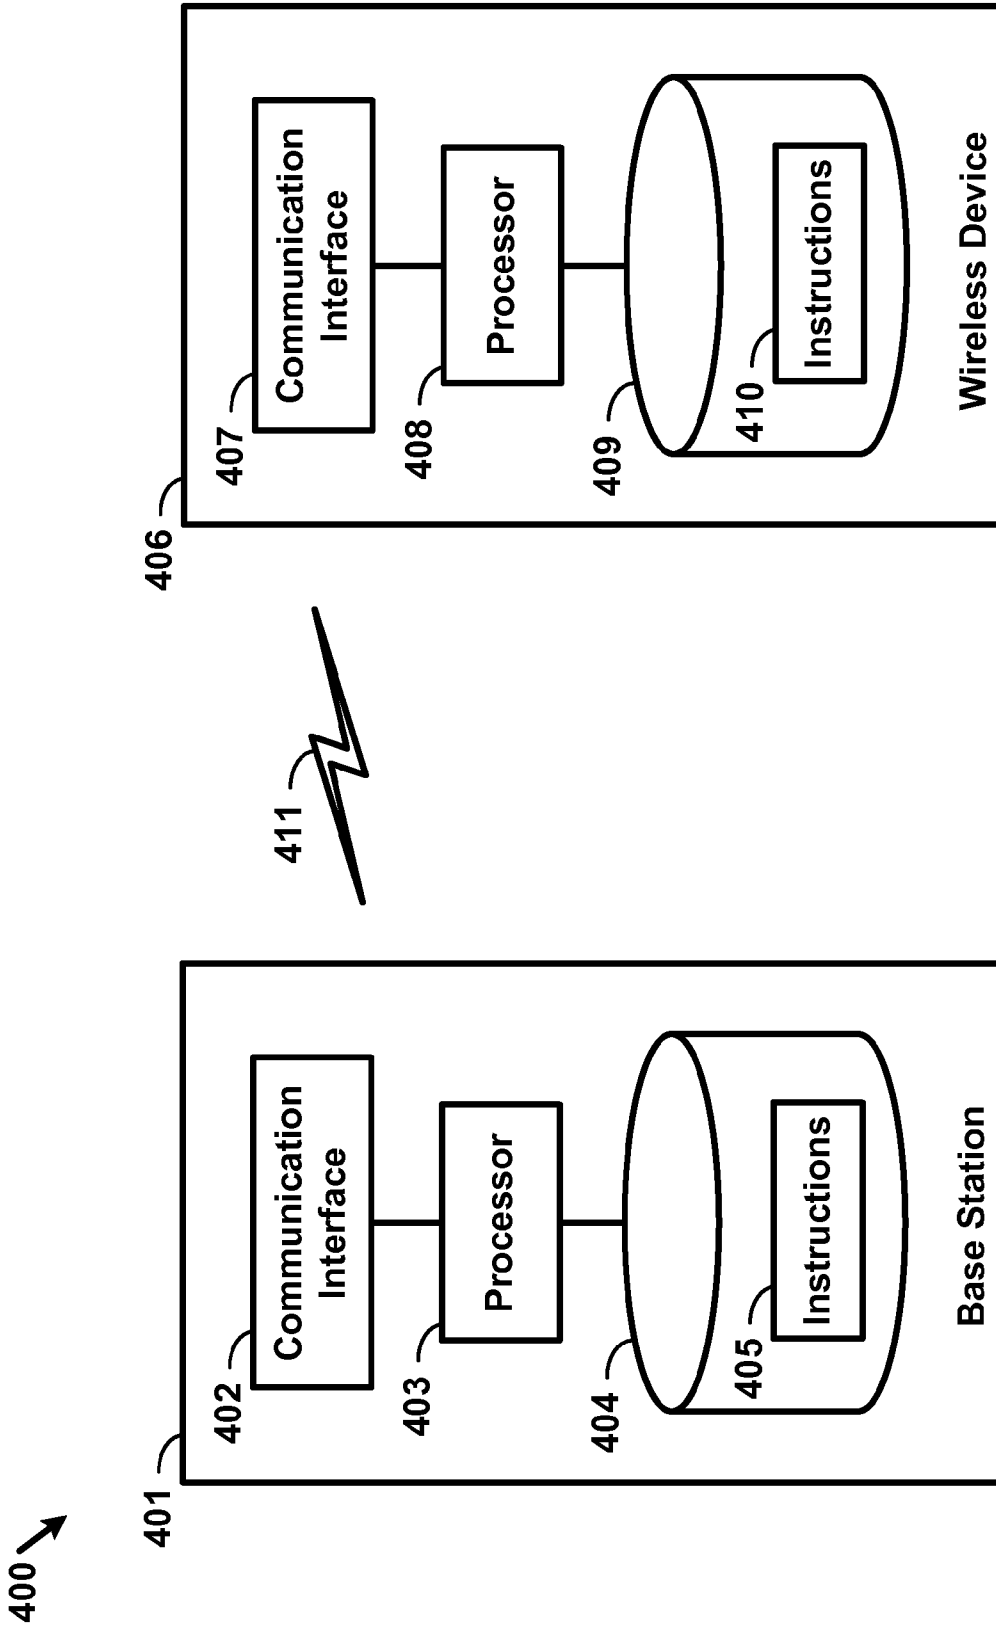 400
401
402
Communication
Interface
403
Processor
404
405
Instructions
Base Station
411
406
407
Communication
Interface
408
Processor
409
410
Instructions
Wireless Device